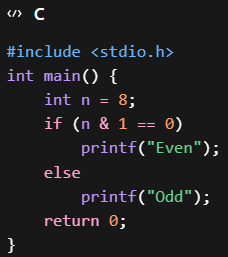 </> C
#include <stdio.h>
int main() {
    int n = 8;
    if (n & 1 == 0)
        printf("Even");
    else
        printf("Odd");
    return 0;
}